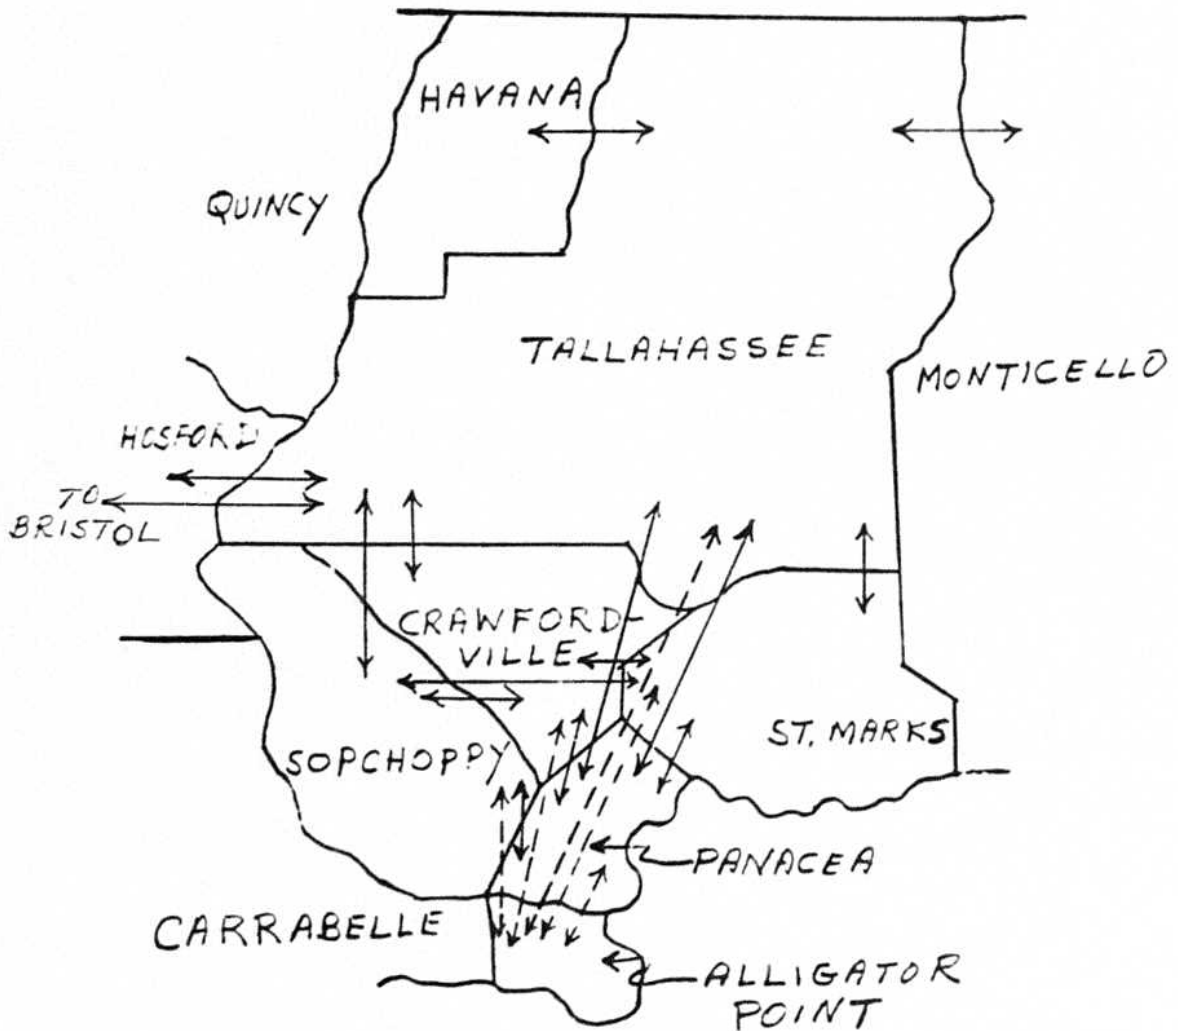 HAVANA
QUINCY
TALLAHASSEE
MONTICELLO
HOSFORD
TO
BRISTOL
CRAWFORD-
VILLE
ST. MARKS
SOPCHOPPY
PANACEA
CARRABELLE
ALLIGATOR
POINT